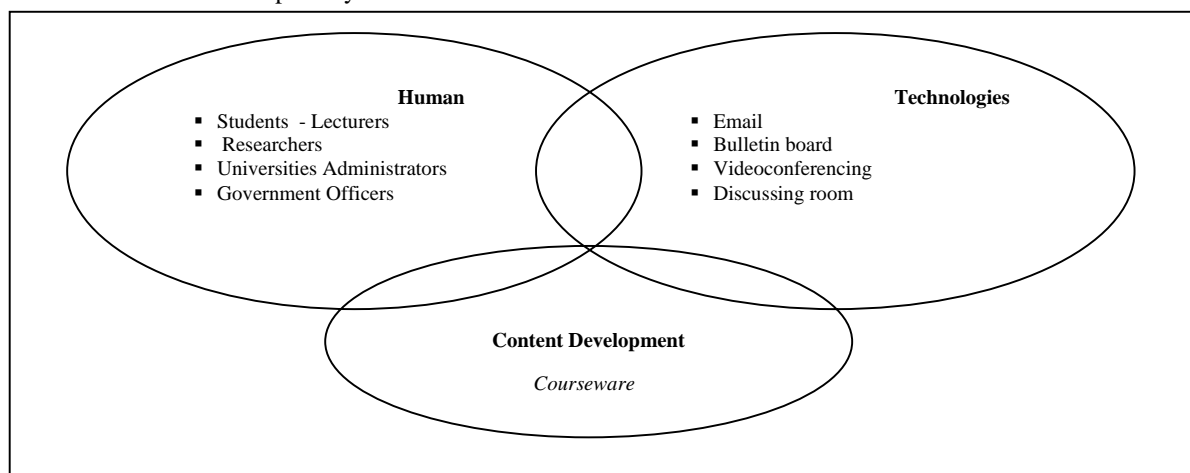 Human
▪ Students - Lecturers
▪ Researchers
▪ Universities Administrators
▪ Government Officers
Technologies
▪ Email
▪ Bulletin board
▪ Videoconferencing
▪ Discussing room
Content Development
Courseware